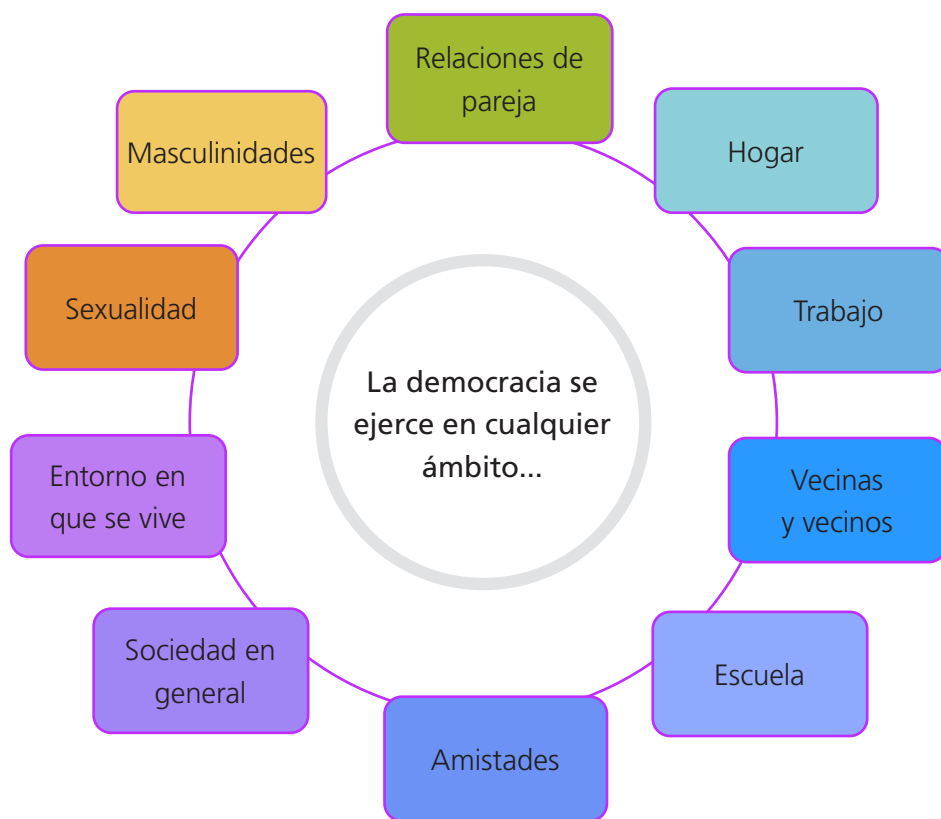 Relaciones de
pareja
Hogar
Trabajo
Vecinas
y vecinos
Escuela
Amistades
Sociedad en
general
Entorno en
que se vive
Sexualidad
Masculinidades
La democracia se
ejerce en cualquier
ámbito...